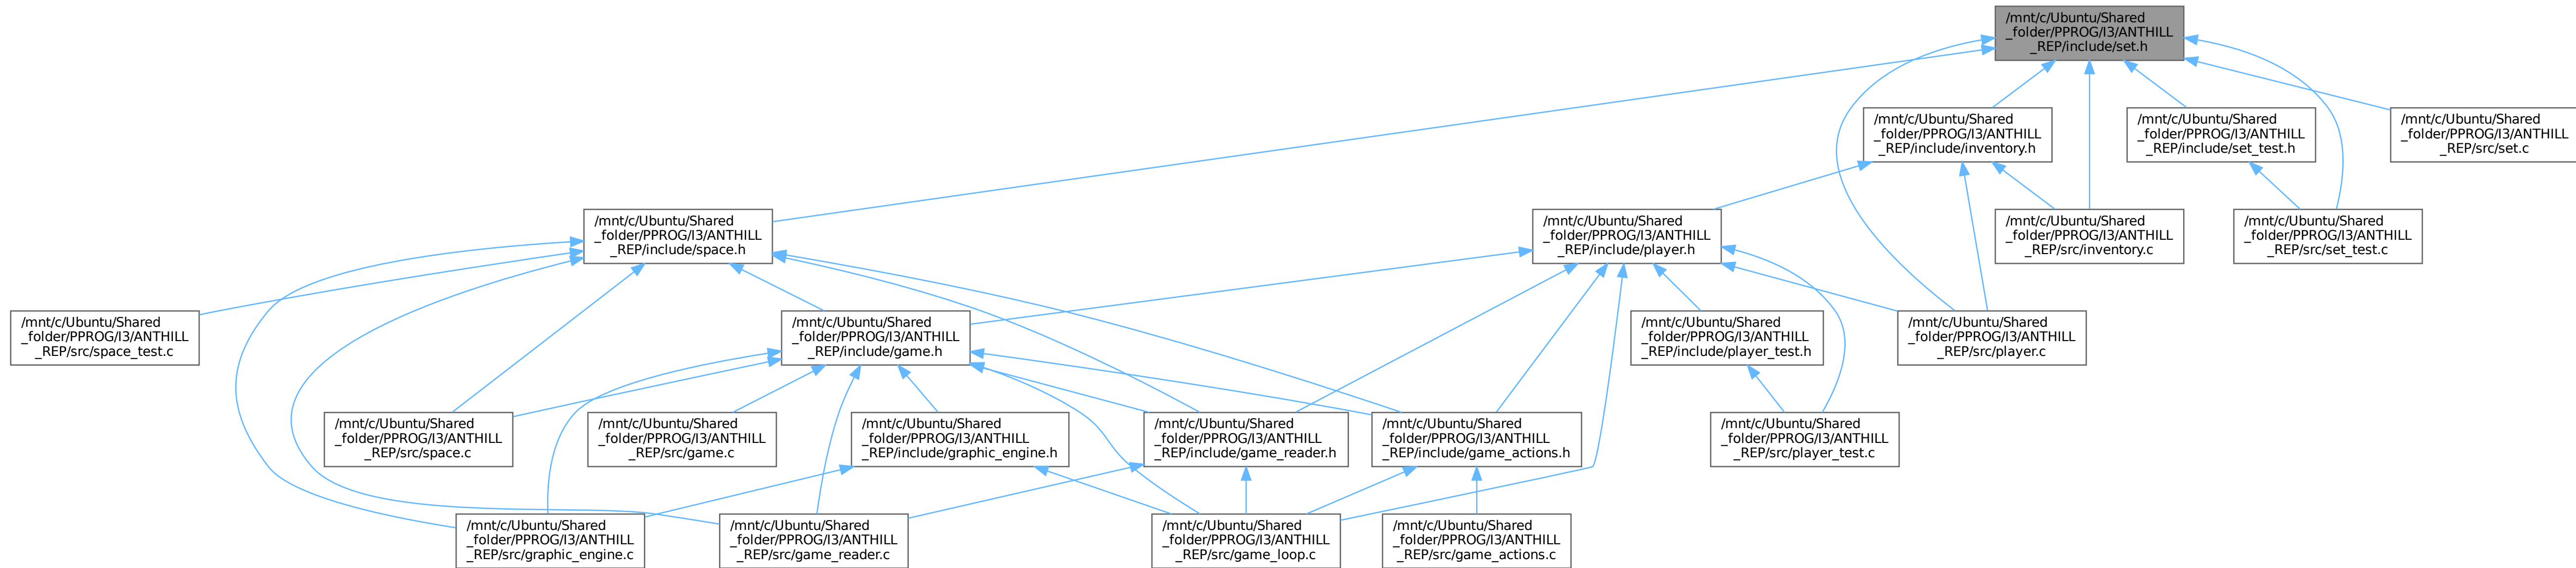 /mnt/c/Ubuntu/Shared
_folder/PPROG/I3/ANTHILL
_REP/include/set.h
/mnt/c/Ubuntu/Shared
_folder/PPROG/I3/ANTHILL
_REP/include/inventory.h
/mnt/c/Ubuntu/Shared
_folder/PPROG/I3/ANTHILL
_REP/include/set_test.h
/mnt/c/Ubuntu/Shared
_folder/PPROG/I3/ANTHILL
_REP/src/set.c
/mnt/c/Ubuntu/Shared
_folder/PPROG/I3/ANTHILL
_REP/include/space.h
/mnt/c/Ubuntu/Shared
_folder/PPROG/I3/ANTHILL
_REP/include/player.h
/mnt/c/Ubuntu/Shared
_folder/PPROG/I3/ANTHILL
_REP/src/inventory.c
/mnt/c/Ubuntu/Shared
_folder/PPROG/I3/ANTHILL
_REP/src/set_test.c
/mnt/c/Ubuntu/Shared
_folder/PPROG/I3/ANTHILL
_REP/src/space_test.c
/mnt/c/Ubuntu/Shared
_folder/PPROG/I3/ANTHILL
_REP/include/game.h
/mnt/c/Ubuntu/Shared
_folder/PPROG/I3/ANTHILL
_REP/include/player_test.h
/mnt/c/Ubuntu/Shared
_folder/PPROG/I3/ANTHILL
_REP/src/player.c
/mnt/c/Ubuntu/Shared
_folder/PPROG/I3/ANTHILL
_REP/src/space.c
/mnt/c/Ubuntu/Shared
_folder/PPROG/I3/ANTHILL
_REP/src/game.c
/mnt/c/Ubuntu/Shared
_folder/PPROG/I3/ANTHILL
_REP/include/graphic_engine.h
/mnt/c/Ubuntu/Shared
_folder/PPROG/I3/ANTHILL
_REP/include/game_reader.h
/mnt/c/Ubuntu/Shared
_folder/PPROG/I3/ANTHILL
_REP/include/game_actions.h
/mnt/c/Ubuntu/Shared
_folder/PPROG/I3/ANTHILL
_REP/src/player_test.c
/mnt/c/Ubuntu/Shared
_folder/PPROG/I3/ANTHILL
_REP/src/graphic_engine.c
/mnt/c/Ubuntu/Shared
_folder/PPROG/I3/ANTHILL
_REP/src/game_reader.c
/mnt/c/Ubuntu/Shared
_folder/PPROG/I3/ANTHILL
_REP/src/game_loop.c
/mnt/c/Ubuntu/Shared
_folder/PPROG/I3/ANTHILL
_REP/src/game_actions.c